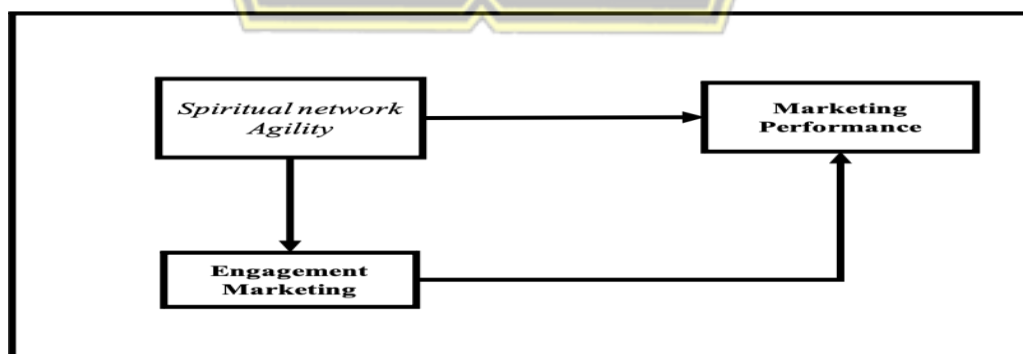 Spiritual network
Agility
Marketing
Performance
Engagement
Marketing